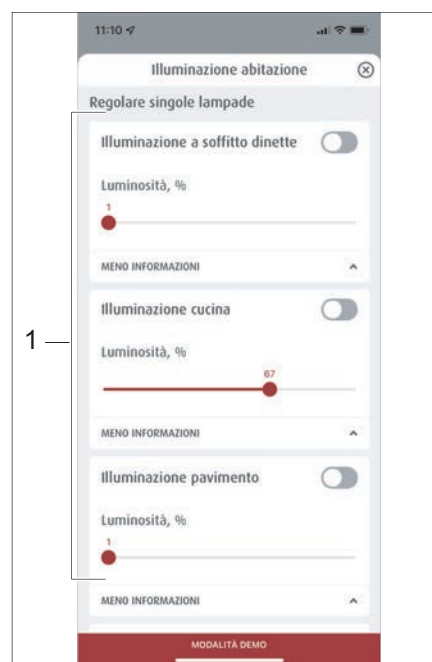 11:10
Illuminazione abitazione
Regolare singole lampade
Illuminazione a soffitto dinette
Luminosità, %
1
MENO INFORMAZIONI
Illuminazione cucina
1
Luminosità, %
67
MENO INFORMAZIONI
Illuminazione pavimento
Luminosità, %
1
MENO INFORMAZIONI
MODALITÀ DEMO